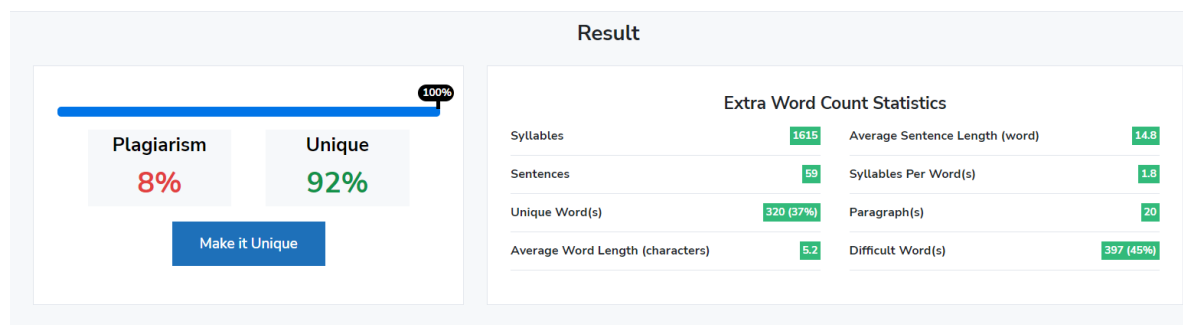 Result
100%
Plagiarism
8%
Unique
92%
Make it Unique
Extra Word Count Statistics
Syllables 1615
Average Sentence Length (word) 14.8
Sentences 59
Syllables Per Word(s) 1.8
Unique Word(s) 320 (37%)
Paragraph(s) 20
Average Word Length (characters) 5.2
Difficult Word(s) 397 (45%)